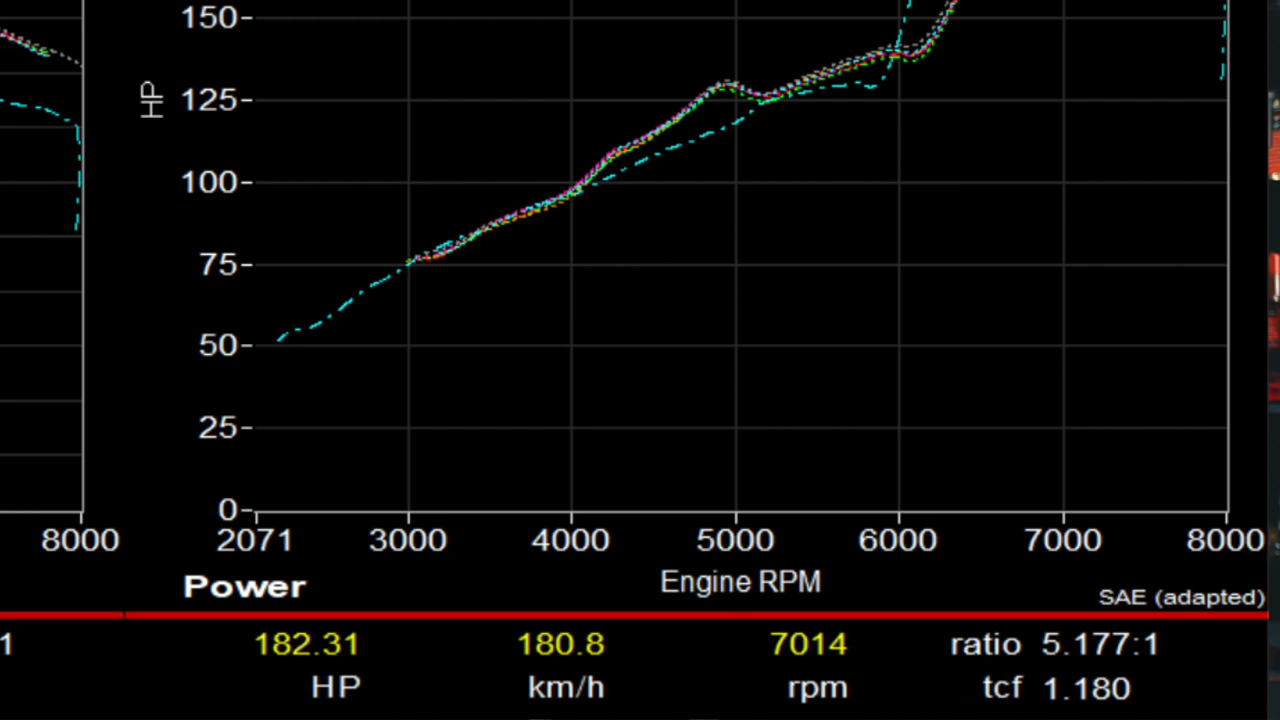 150
HP
125
100
75
50
25
0
8000 2071 3000 4000 5000 6000 7000 8000
Power Engine RPM SAE (adapted)
1 182.31 180.8 7014 ratio 5.177:1
HP km/h rpm tcf 1.180